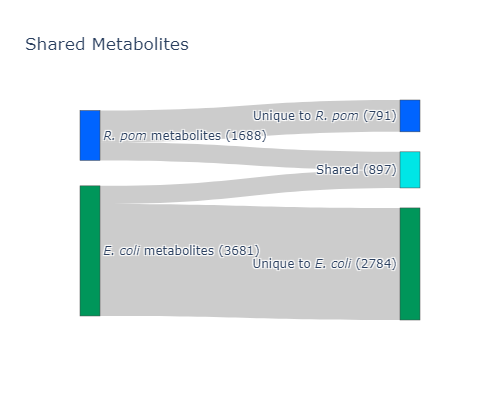 Shared Metabolites
Unique to R. pom (791)
R. pom metabolites (1688)
Shared (897)
E. coli metabolites (3681)
Unique to E. coli (2784)